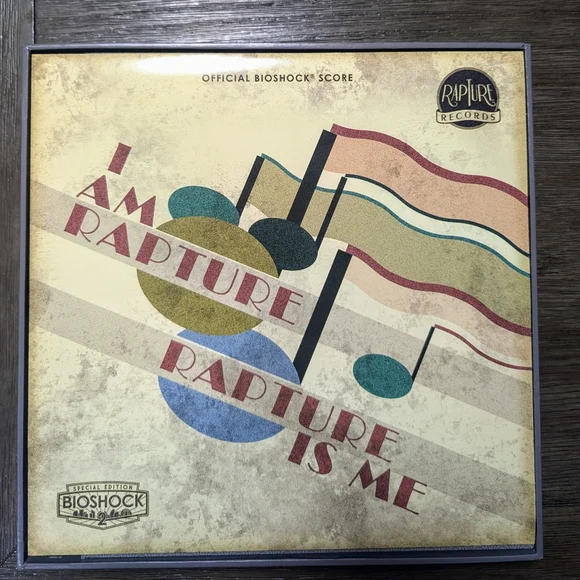 OFFICIAL BIOSHOCK® SCORE
RAPTURE
RECORDS
I
AM
RAPTURE
RAPTURE
IS ME
SPECIAL EDITION
BIOSHOCK
2